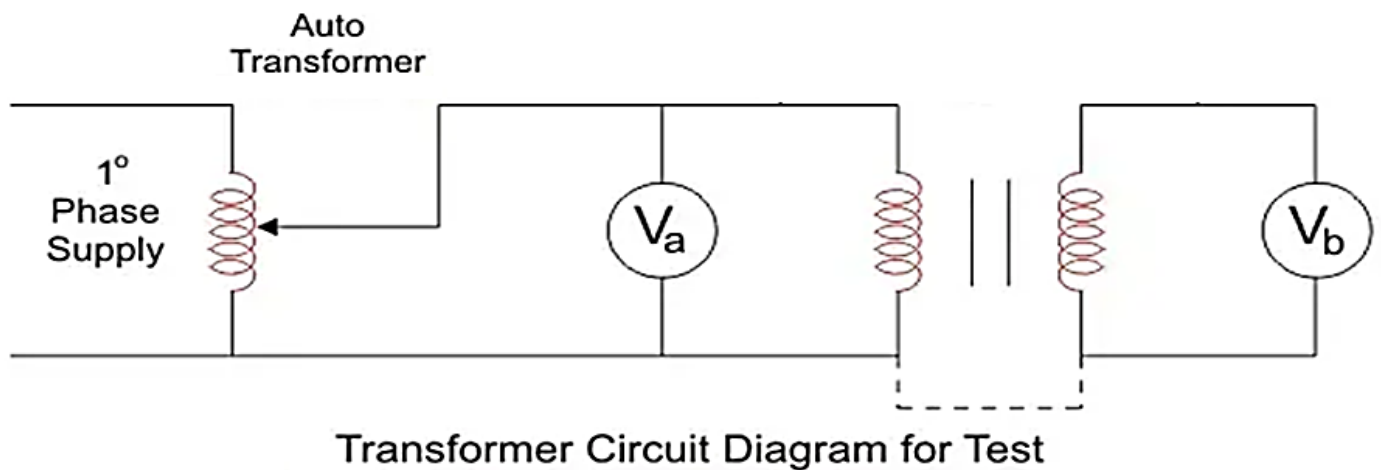 Auto
Transformer
1° 
Phase
Supply
Va
Vb
Transformer Circuit Diagram for Test